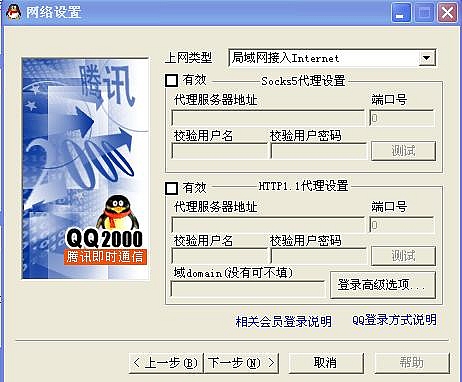 网络设置
上网类型
局域网接入Internet
有效
Socks5代理设置
代理服务器地址
端口号
0
校验用户名
校验用户密码
测试
有效
HTTP1.1代理设置
代理服务器地址
端口号
0
校验用户名
校验用户密码
测试
域domain(没有可不填)
登录高级选项...
相关会员登录说明
QQ登录方式说明
腾讯
2000
QQ2000
腾讯即时通信
< 上一步(B)
下一步(N) >
取消
帮助